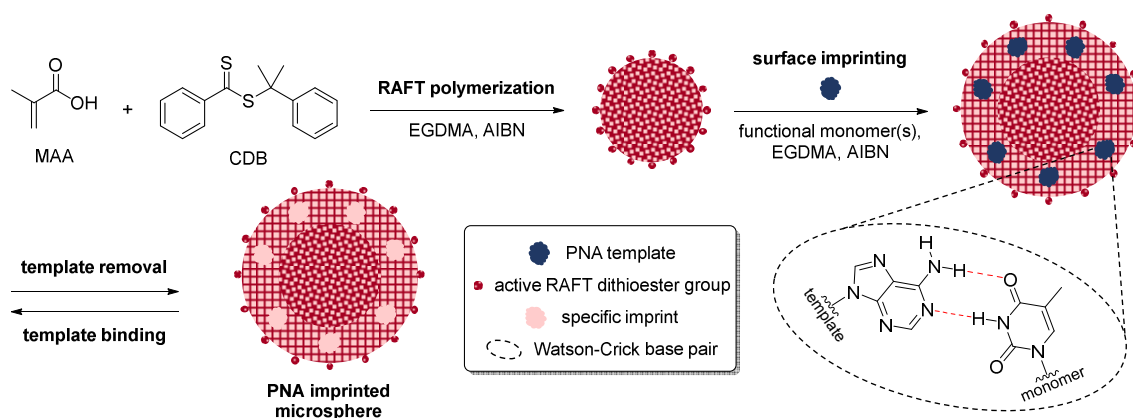 O
OH
MAA
+
S
S
CDB
RAFT polymerization
EGDMA, AIBN
surface imprinting
functional monomer(s),
EGDMA, AIBN
template removal
template binding
PNA imprinted
microsphere
PNA template
active RAFT dithioester group
specific imprint
Watson-Crick base pair
H
N
N H
N
N
N
O
H N
O
N
template
monomer